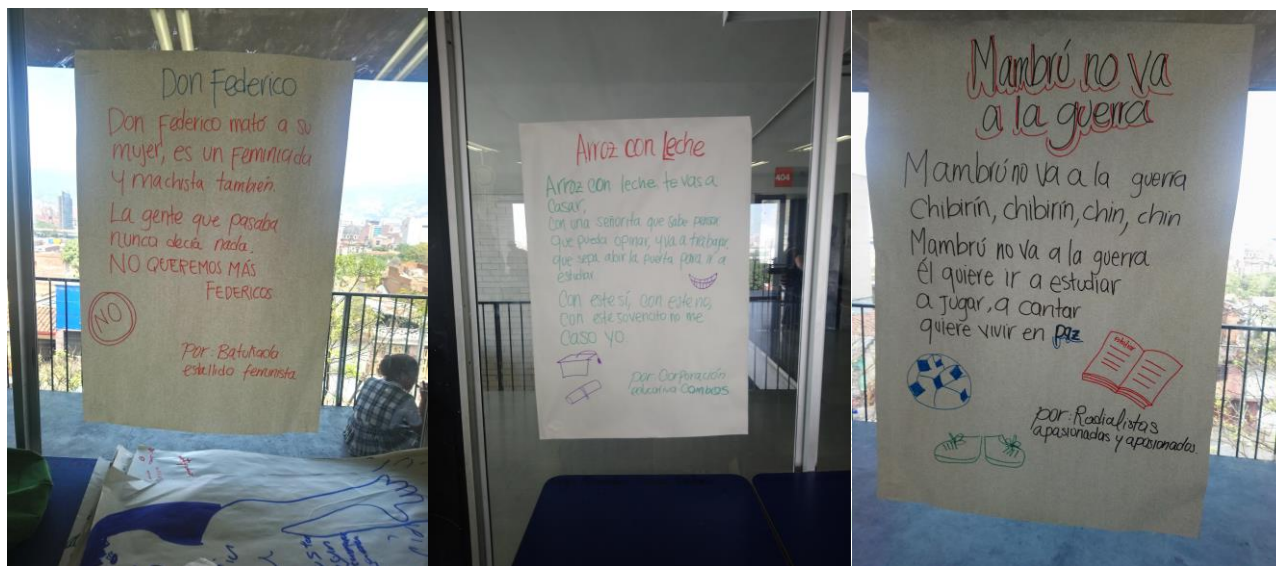 Don Federico
Don Federico mató a su
mujer, es un feminicida
y machista también.
La gente que pasaba
nunca decía nada.
NO QUEREMOS MÁS
FEDERICOS
NO
Por: Batukada
estallido feminista
Arroz con Leche
Arroz con leche te vas a
Casar,
con una señorita que sabe pensar
que pueda opinar, y va a trabajar,
que sepa abrir la puerta para ir a
estudiar.
Con este sí, con este no,
con este jovencito no me
caso yo
por: Corporación
educativa Combos
404
Mambrú no va
a la guerra
Mambrú no va a la guerra
Chibirín, chibirín, chin, chin
Mambrú no va a la guerra
él quiere ir a estudiar
a jugar, a cantar
quiere vivir en paz
estudiar
por: Radialistas
apasionadas y apasionados.